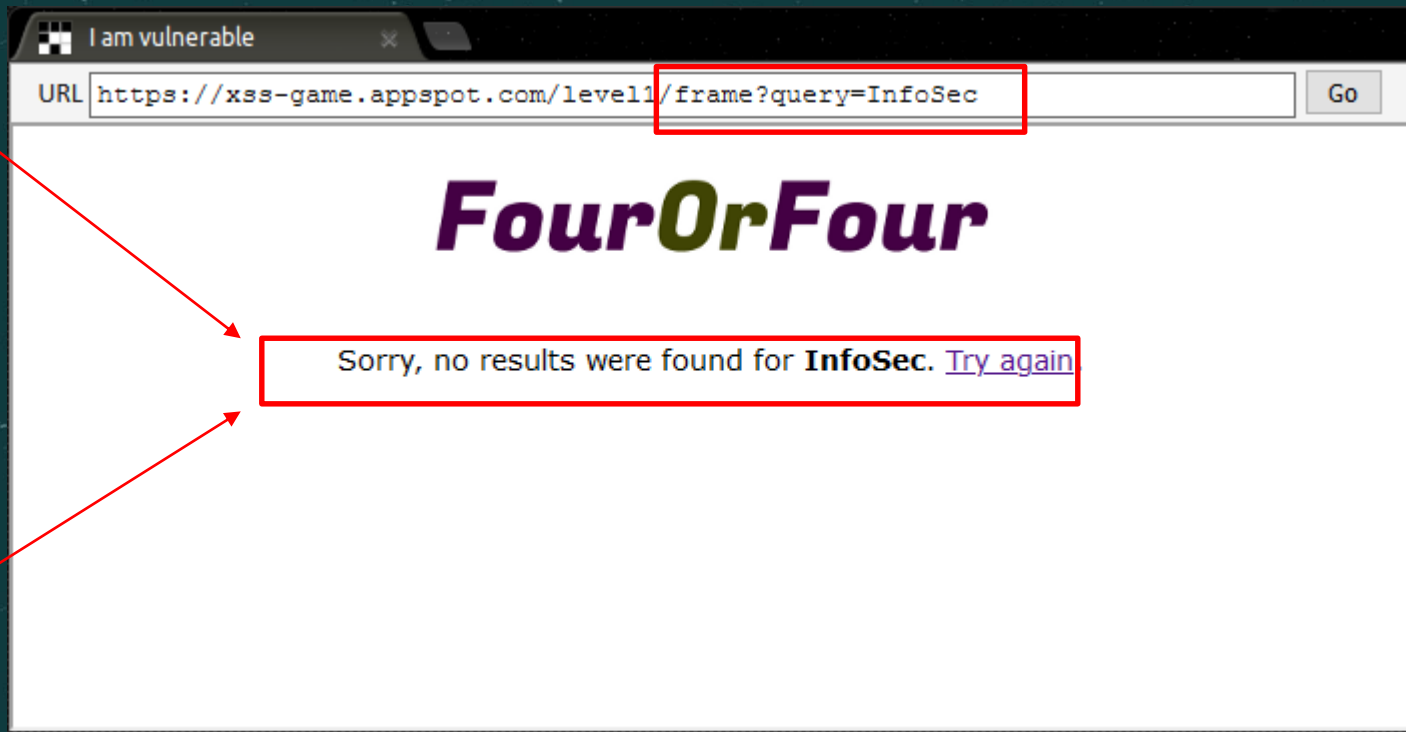 I am vulnerable
URL https://xss-game.appspot.com/level1/frame?query=InfoSec Go
FourOrFour
Sorry, no results were found for InfoSec. Try again.